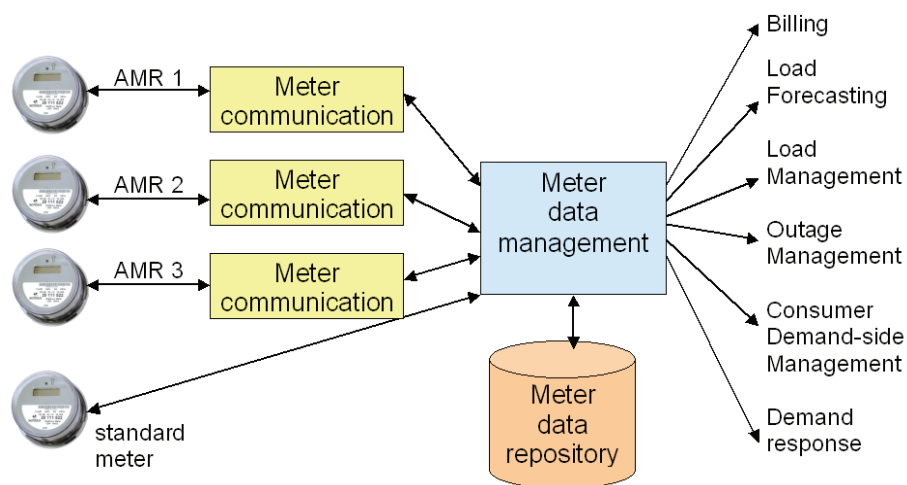 AMR 1
Meter
communication
AMR 2
Meter
communication
AMR 3
Meter
communication
standard
meter
Meter
data
management
Meter
data
repository
Billing
Load
Forecasting
Load
Management
Outage
Management
Consumer
Demand-side
Management
Demand
response